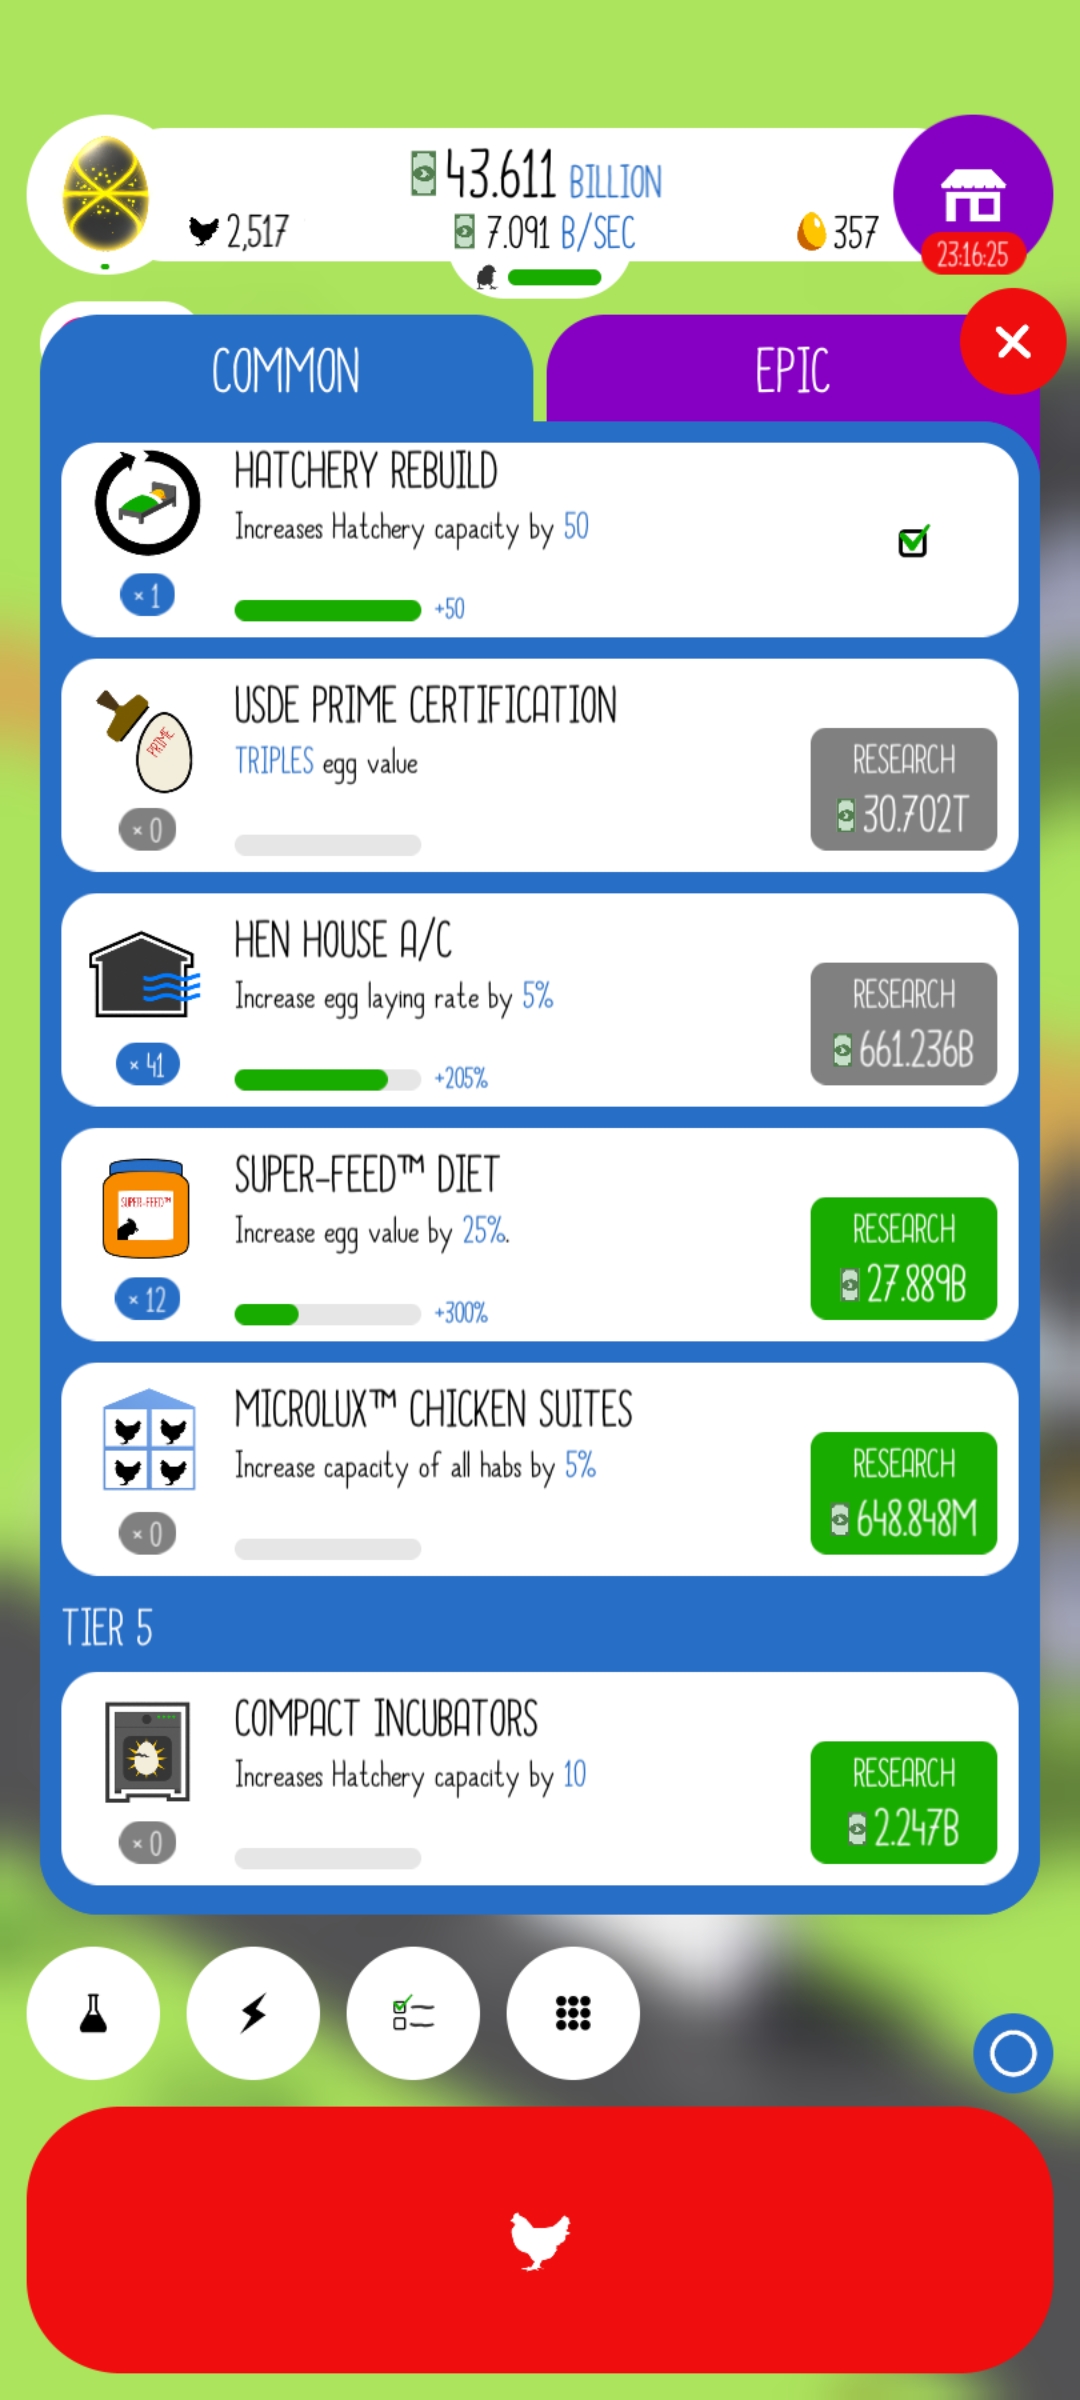 43.611 BILLION
2,517
7.091 B/SEC
357
23:16:25
COMMON
EPIC
HATCHERY REBUILD
Increases Hatchery capacity by 50
× 1
+50
USDE PRIME CERTIFICATION
PRIME
TRIPLES egg value
RESEARCH
30.702T
× 0
HEN HOUSE A/C
Increase egg laying rate by 5%
RESEARCH
661.236B
× 41
+205%
SUPER-FEED™ DIET
SUPER-FEED™
Increase egg value by 25%.
RESEARCH
27.889B
× 12
+300%
MICROLUX™ CHICKEN SUITES
Increase capacity of all habs by 5%
RESEARCH
648.848M
× 0
TIER 5
COMPACT INCUBATORS
Increases Hatchery capacity by 10
RESEARCH
2.247B
× 0